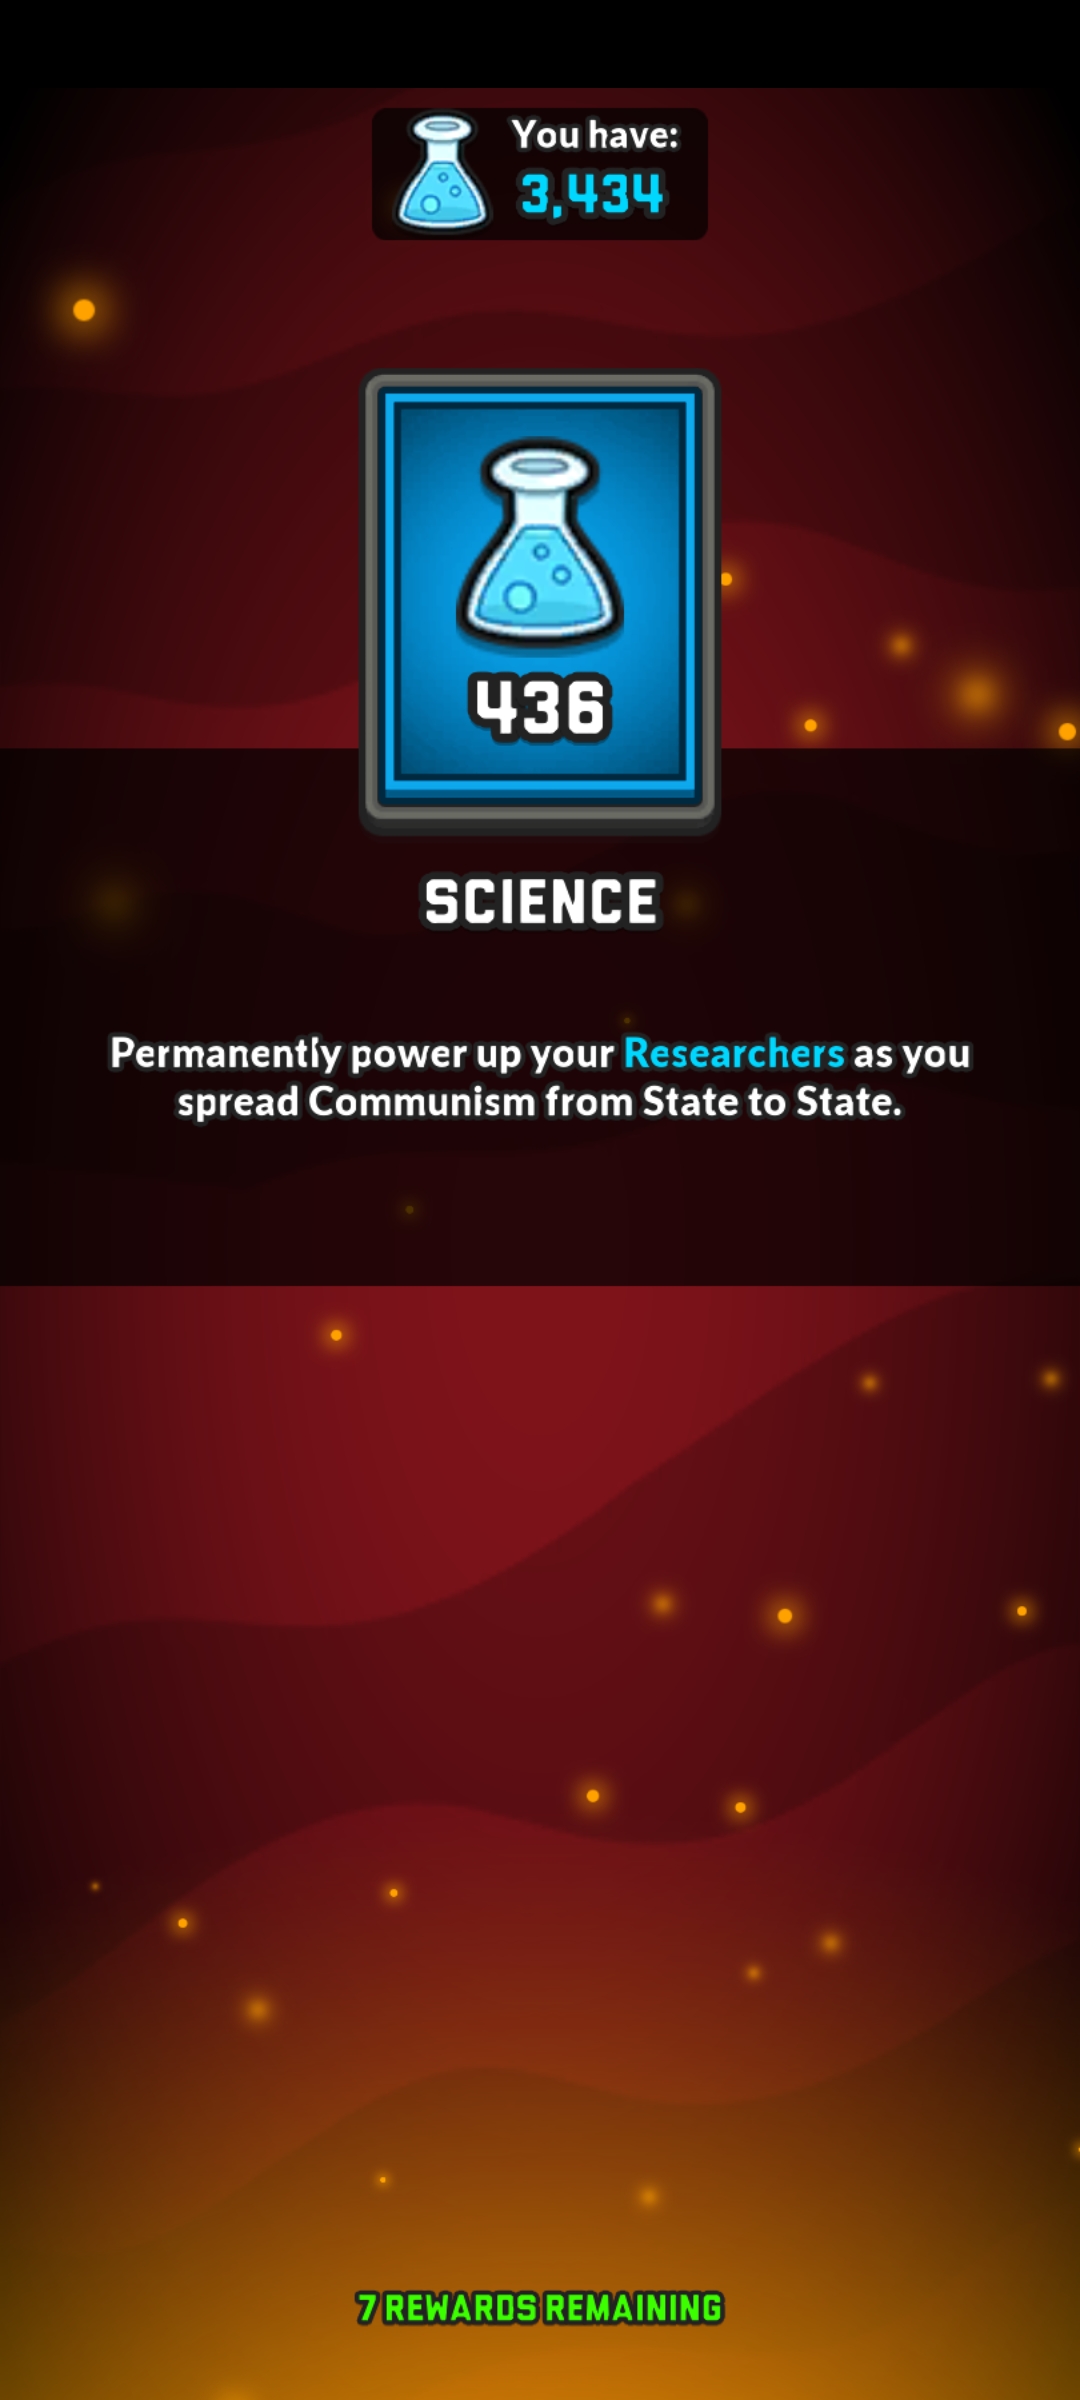 You have:
3,434
436
SCIENCE
Permanently power up your Researchers as you
spread Communism from State to State.
7 REWARDS REMAINING